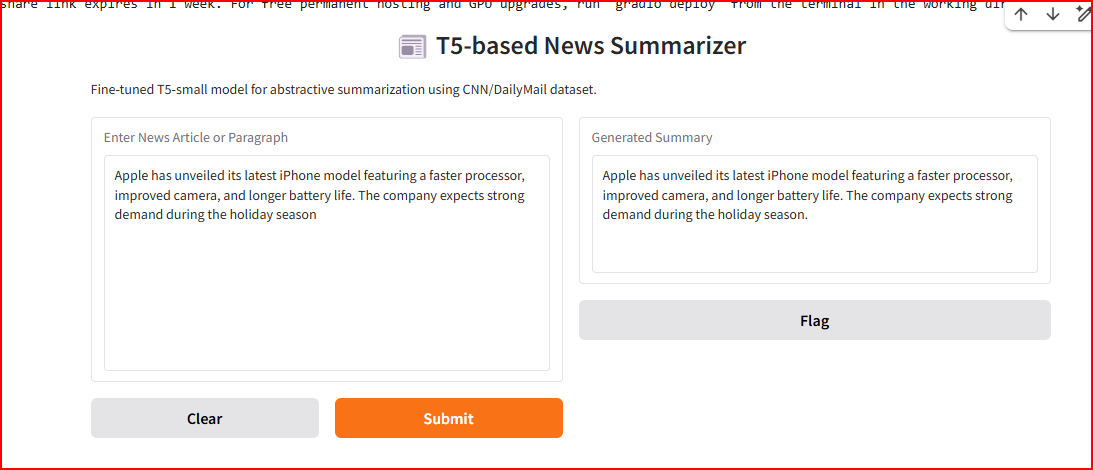 share link expires in 1 week. For free permanent hosting and GPU upgrades, run `gradio deploy` from the terminal in the working dir
T5-based News Summarizer
Fine-tuned T5-small model for abstractive summarization using CNN/DailyMail dataset.
Enter News Article or Paragraph
Apple has unveiled its latest iPhone model featuring a faster processor,
improved camera, and longer battery life. The company expects strong
demand during the holiday season
Clear
Submit
Generated Summary
Apple has unveiled its latest iPhone model featuring a faster processor,
improved camera, and longer battery life. The company expects strong
demand during the holiday season.
Flag